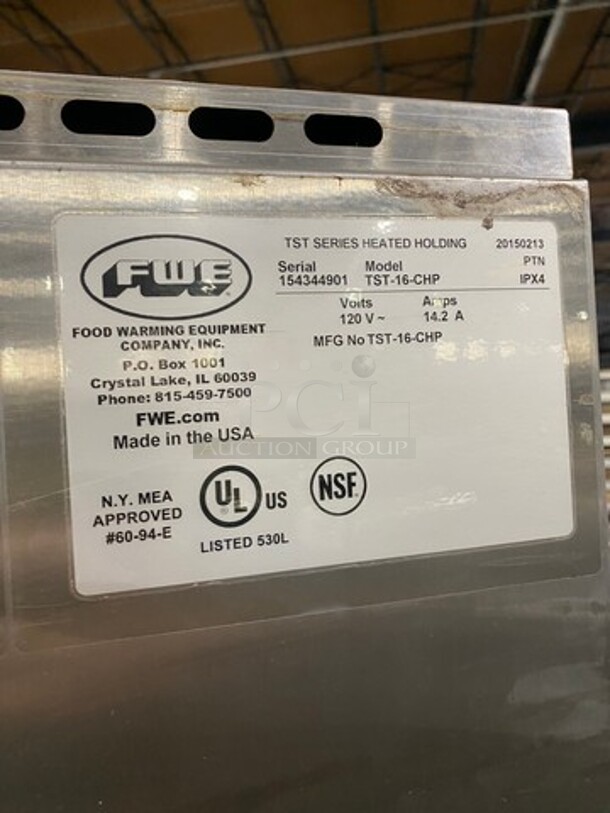 FWE
FOOD WARMING EQUIPMENT
COMPANY, INC.
P.O. Box 1001
Crystal Lake, IL 60039
Phone: 815-459-7500
FWE.com
Made in the USA
N.Y. MEA
APPROVED
#60-94-E
UL US
LISTED 530L
NSF
TST SERIES HEATED HOLDING 20150213
PTN
Serial Model
154344901 TST-16-CHP IPX4
Volts Amps
120 V ~ 14.2 A
MFG No TST-16-CHP
PCI
AUCTION GROUP